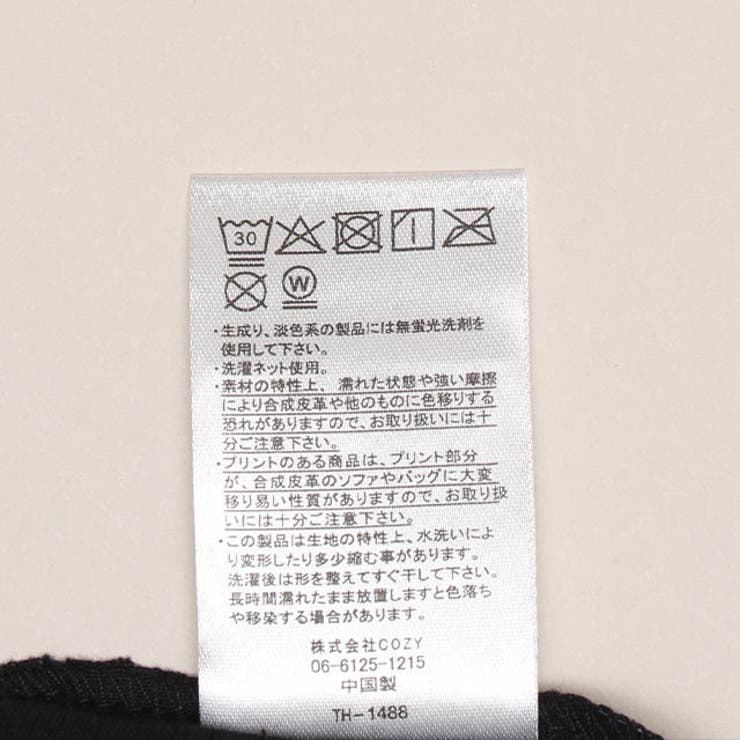 30
W
・生成り、淡色系の製品には無蛍光洗剤を
使用して下さい。
・洗濯ネット使用。
・素材の特性上、濡れた状態や強い摩擦
により合成皮革や他のものに色移りする
恐れがありますので、お取り扱いには十
分ご注意下さい。
・プリントのある商品は、プリント部分
が、合成皮革のソファやバッグに大変
移り易い性質がありますので、お取り扱
いには十分ご注意下さい。
・この製品は生地の特性上、水洗いによ
り変形したり多少縮む事があります。
洗濯後は形を整えてすぐ干して下さい。
長時間濡れたまま放置しますと色落ち
や移染する場合があります。
株式会社COZY
06-6125-1215
中国製
TH-1488